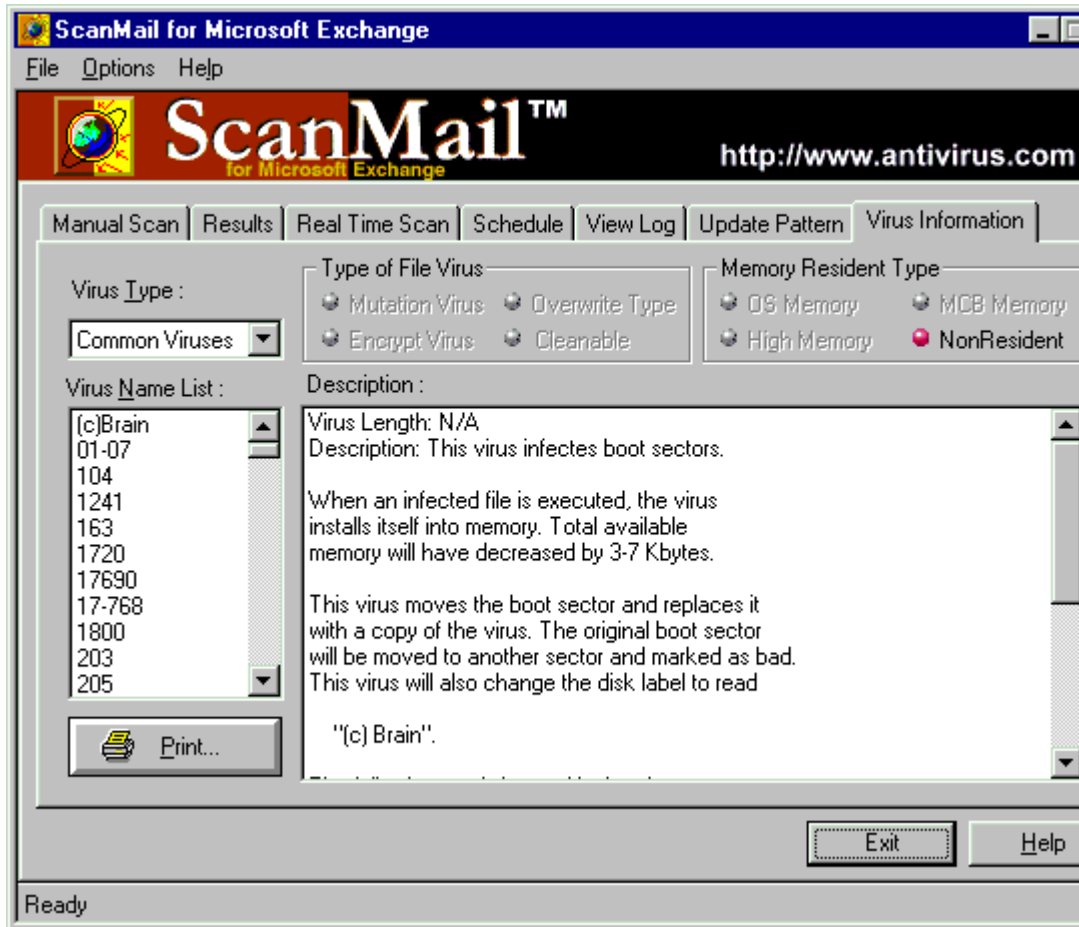 ScanMail for Microsoft Exchange
File Options Help
ScanMail™
for Microsoft Exchange
http://www.antivirus.com
Manual Scan Results Real Time Scan Schedule View Log Update Pattern Virus Information
Virus Type :
Common Viruses
Type of File Virus
Mutation Virus Overwrite Type
Encrypt Virus Cleanable
Memory Resident Type
OS Memory MCB Memory
High Memory NonResident
Virus Name List :
(c)Brain
01-07
104
1241
163
1720
17690
17-768
1800
203
205
Print...
Description :
Virus Length: N/A
Description: This virus infectes boot sectors.
When an infected file is executed, the virus
installs itself into memory. Total available
memory will have decreased by 3-7 Kbytes.
This virus moves the boot sector and replaces it
with a copy of the virus. The original boot sector
will be moved to another sector and marked as bad.
This virus will also change the disk label to read
"(c) Brain".
Exit Help
Ready